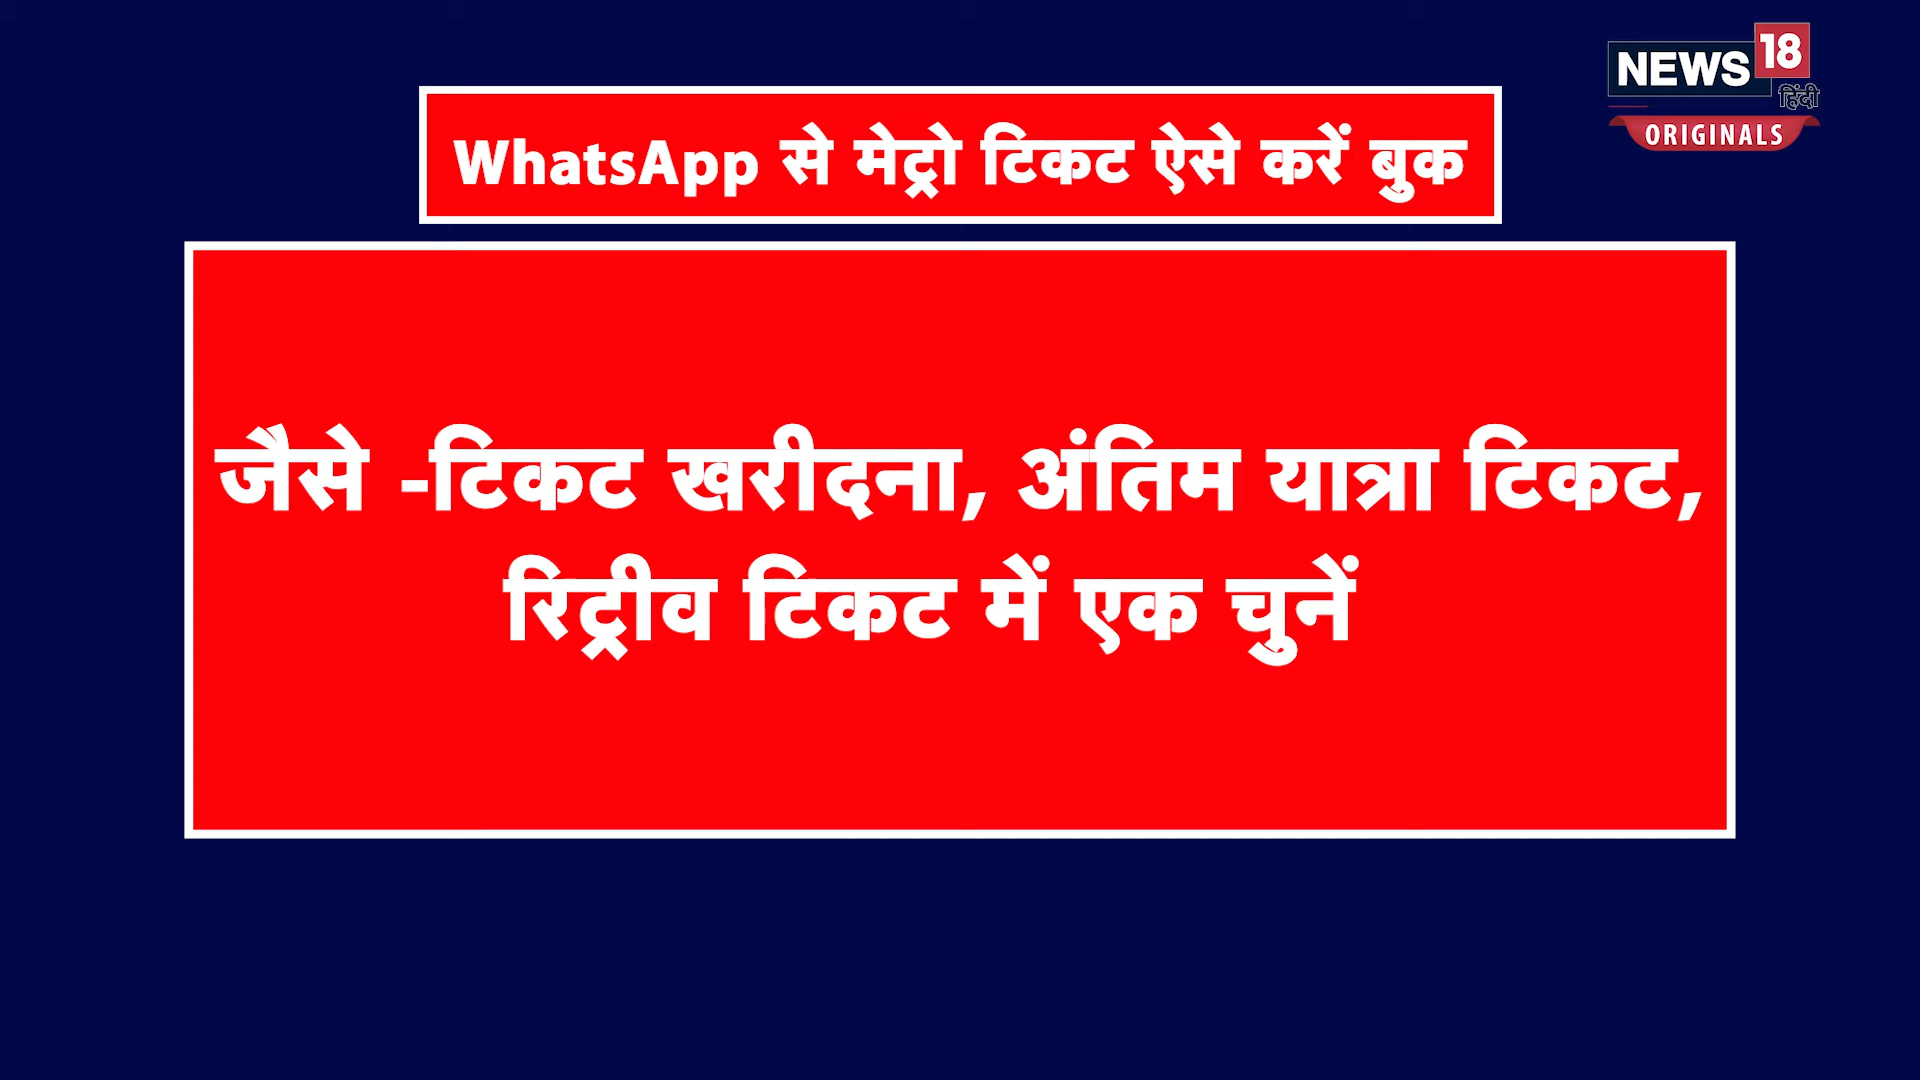 NEWS 18
हिंदी
ORIGINALS
WhatsApp से मेट्रो टिकट ऐसे करें बुक
जैसे -टिकट खरीदना, अंतिम यात्रा टिकट,
रिट्रीव टिकट में एक चुनें